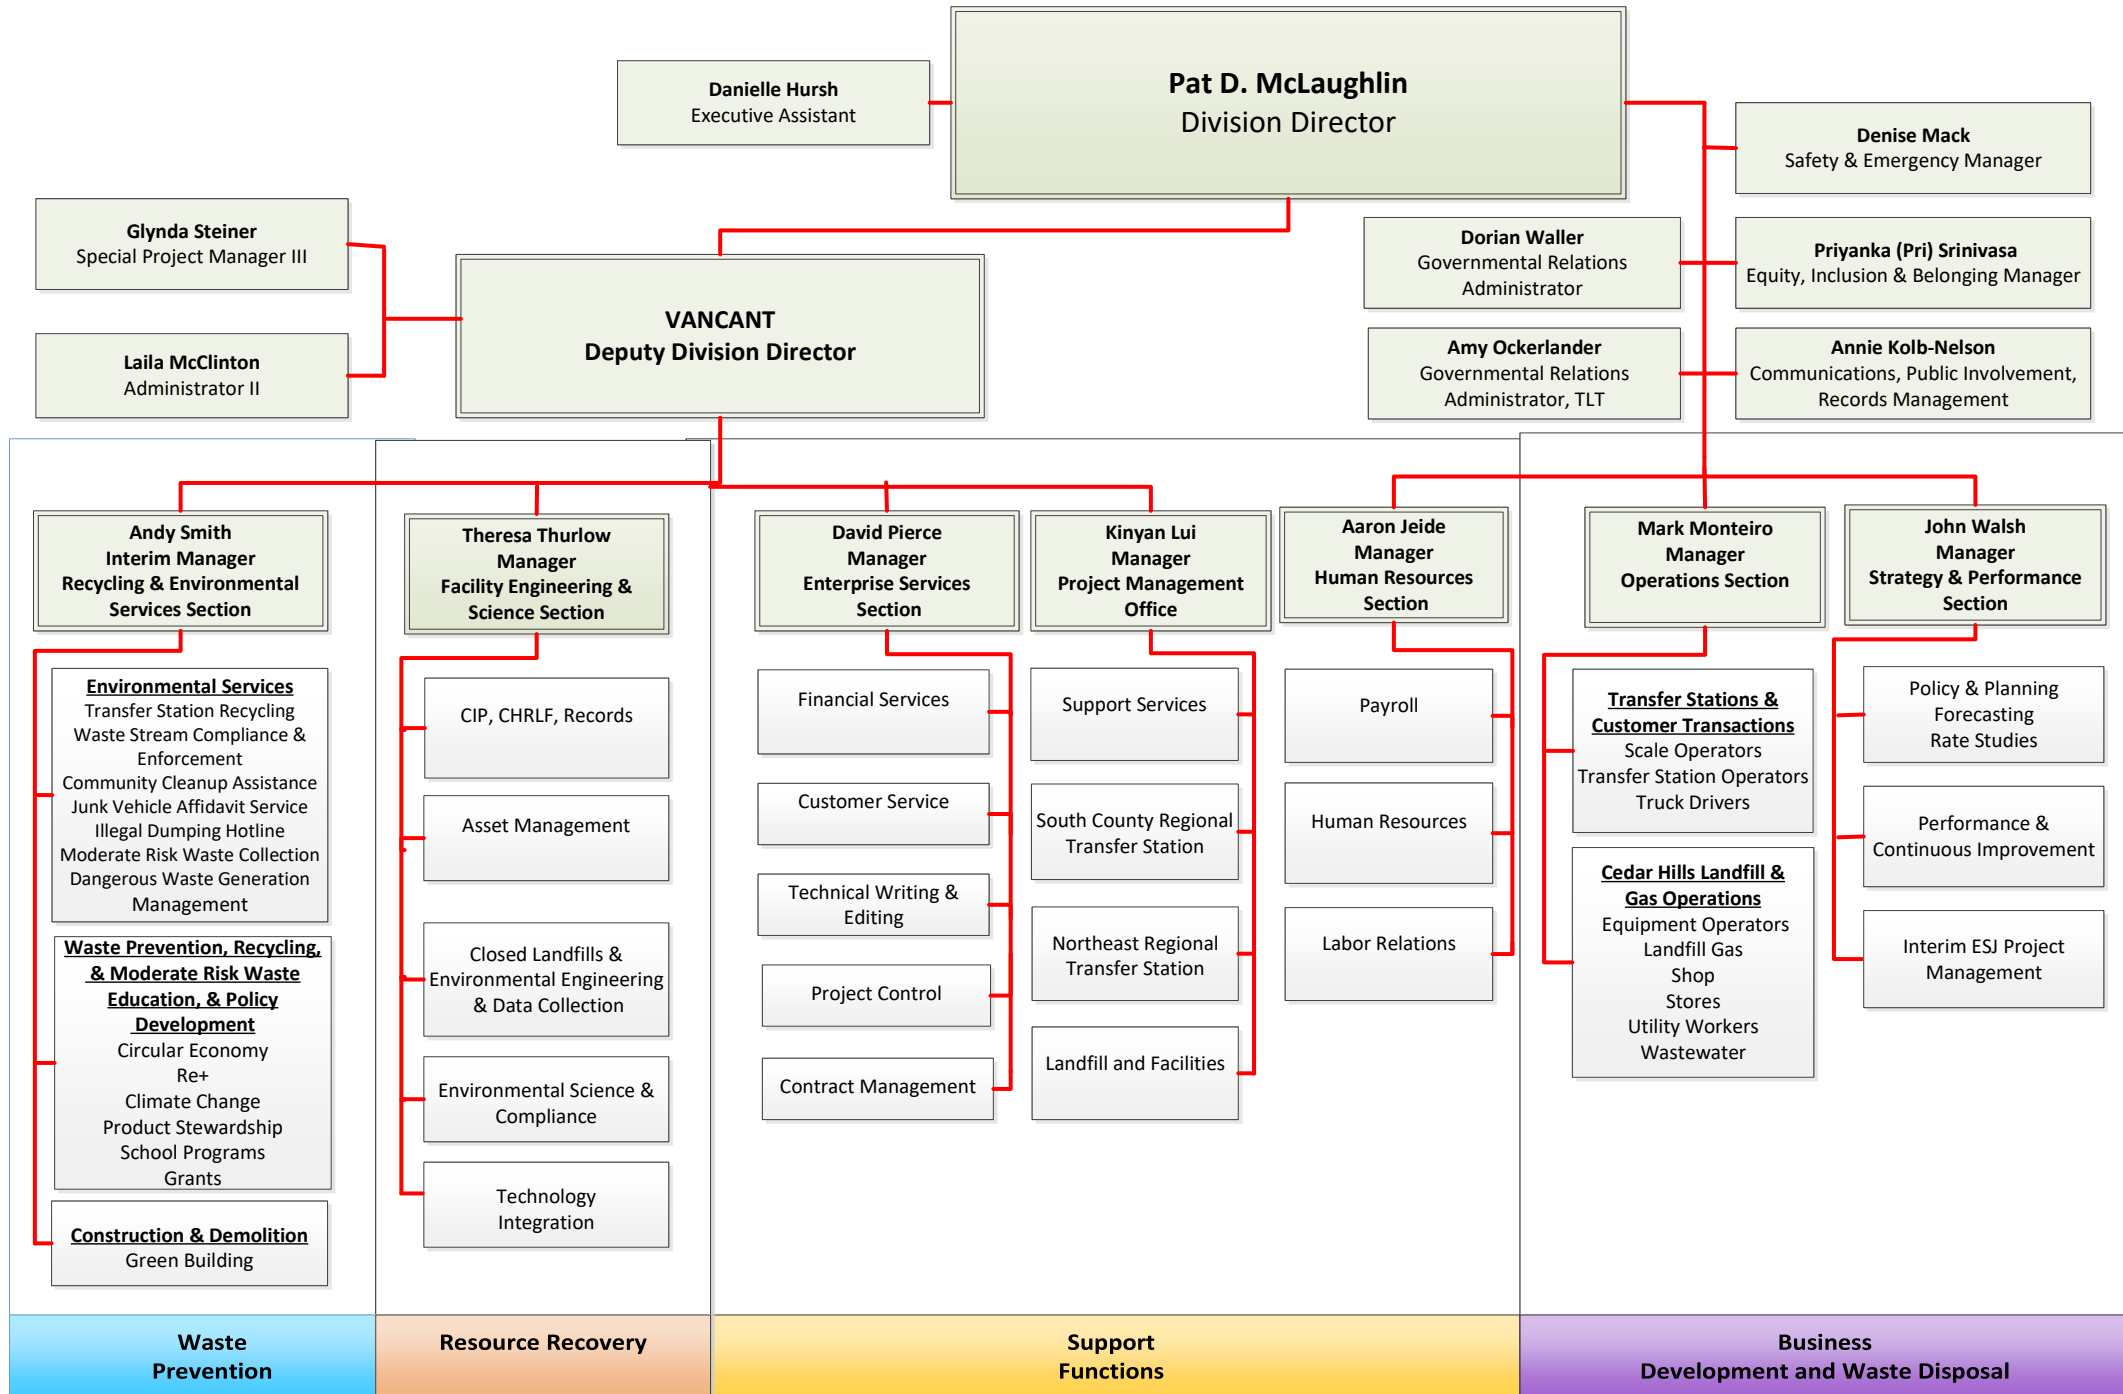 Pat D. McLaughlin
Division Director
Danielle Hursh
Executive Assistant
Denise Mack
Safety & Emergency Manager
Glynda Steiner
Special Project Manager III
Dorian Waller
Governmental Relations
Administrator
Priyanka (Pri) Srinivasa
Equity, Inclusion & Belonging Manager
VANCANT
Deputy Division Director
Laila McClinton
Administrator II
Amy Ockerlander
Governmental Relations
Administrator, TLT
Annie Kolb-Nelson
Communications, Public Involvement,
Records Management
Andy Smith
Interim Manager
Recycling & Environmental
Services Section
Theresa Thurlow
Manager
Facility Engineering &
Science Section
David Pierce
Manager
Enterprise Services
Section
Kinyan Lui
Manager
Project Management
Office
Aaron Jeide
Manager
Human Resources
Section
Mark Monteiro
Manager
Operations Section
John Walsh
Manager
Strategy & Performance
Section
Environmental Services
Transfer Station Recycling
Waste Stream Compliance &
Enforcement
Community Cleanup Assistance
Junk Vehicle Affidavit Service
Illegal Dumping Hotline
Moderate Risk Waste Collection
Dangerous Waste Generation
Management
Waste Prevention, Recycling,
& Moderate Risk Waste
Education, & Policy
Development
Circular Economy
Re+
Climate Change
Product Stewardship
School Programs
Grants
Construction & Demolition
Green Building
CIP, CHRLF, Records
Asset Management
Closed Landfills &
Environmental Engineering
& Data Collection
Environmental Science &
Compliance
Technology
Integration
Financial Services
Customer Service
Technical Writing &
Editing
Project Control
Contract Management
Support Services
South County Regional
Transfer Station
Northeast Regional
Transfer Station
Landfill and Facilities
Payroll
Human Resources
Labor Relations
Transfer Stations &
Customer Transactions
Scale Operators
Transfer Station Operators
Truck Drivers
Cedar Hills Landfill &
Gas Operations
Equipment Operators
Landfill Gas
Shop
Stores
Utility Workers
Wastewater
Policy & Planning
Forecasting
Rate Studies
Performance &
Continuous Improvement
Interim ESJ Project
Management
Waste
Prevention
Resource Recovery
Support
Functions
Business
Development and Waste Disposal